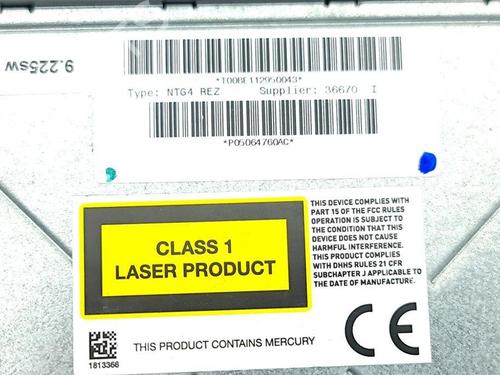 9.225sw
*T00BE112950043*
Type: NTG4 REZ Supplier: 36670 I
*P05064760AC*
CLASS 1
LASER PRODUCT
THIS DEVICE COMPLIES WITH
PART 15 OF THE FCC RULES
OPERATION IS SUBJECT TO
THE CONDITION THAT THIS
DEVICE DOES NOT CAUSE
HARMFUL INTERFERENCE.
THIS PRODUCT COMPLIES
WITH DHHS RULES 21 CFR
SUBCHAPTER J APPLICABLE TO
THE DATE OF MANUFACTURE.
1813366
THIS PRODUCT CONTAINS MERCURY
CE